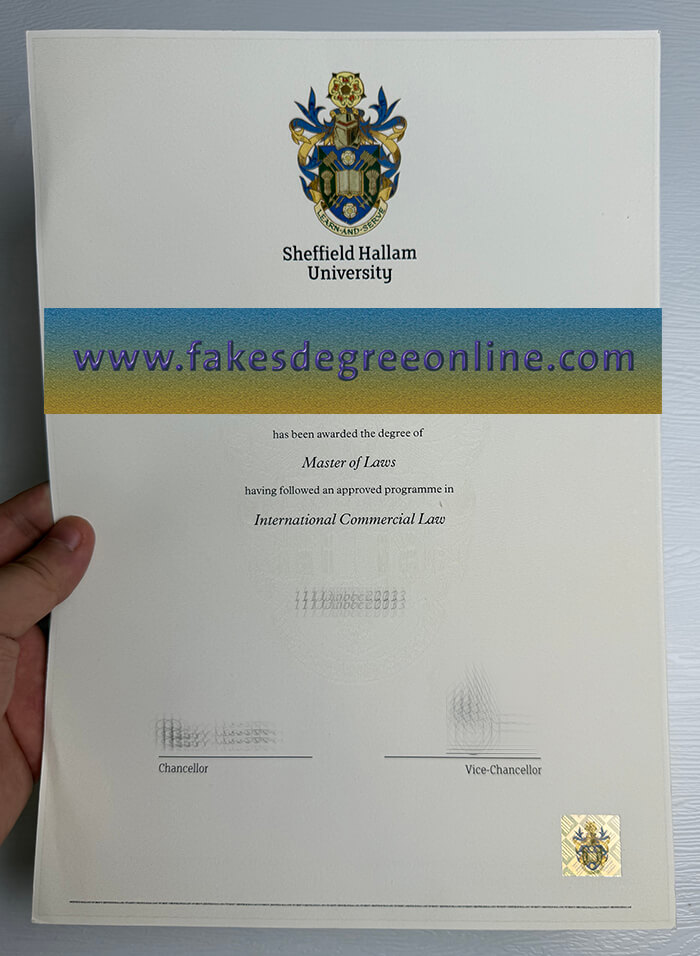 LEARN-AND-SERVE
Sheffield Hallam
University
www.fakesdegreeonline.com
has been awarded the degree of
Master of Laws
having followed an approved programme in
International Commercial Law
Chancellor
Vice-Chancellor